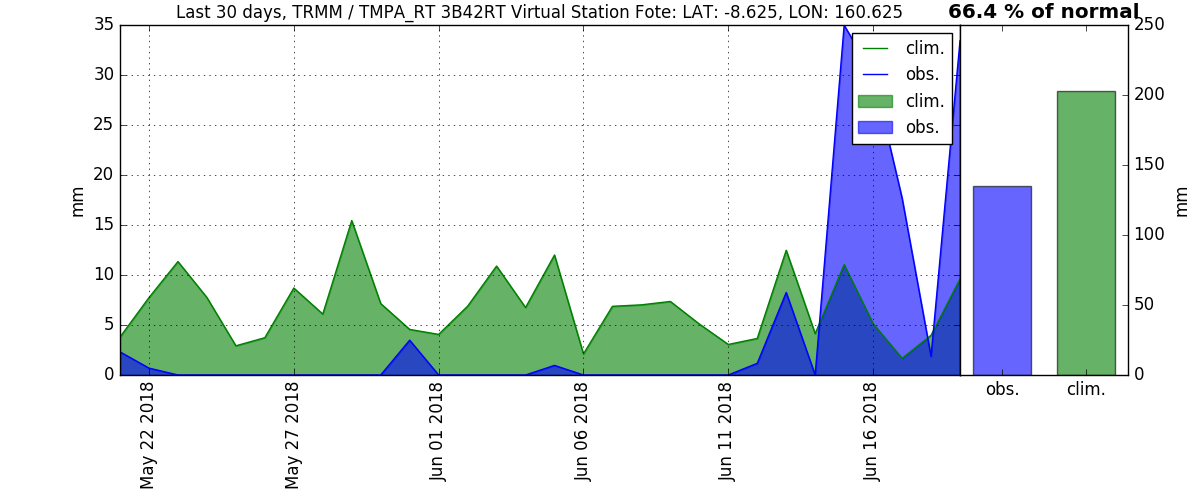 Last 30 days, TRMM / TMPA_RT 3B42RT Virtual Station Fote: LAT: -8.625, LON: 160.625
66.4 % of normal
35
30
25
20
15
10
5
0
mm
clim.
obs.
clim.
obs.
May 22 2018
May 27 2018
Jun 01 2018
Jun 06 2018
Jun 11 2018
Jun 16 2018
250
200
150
100
50
0
mm
obs.
clim.